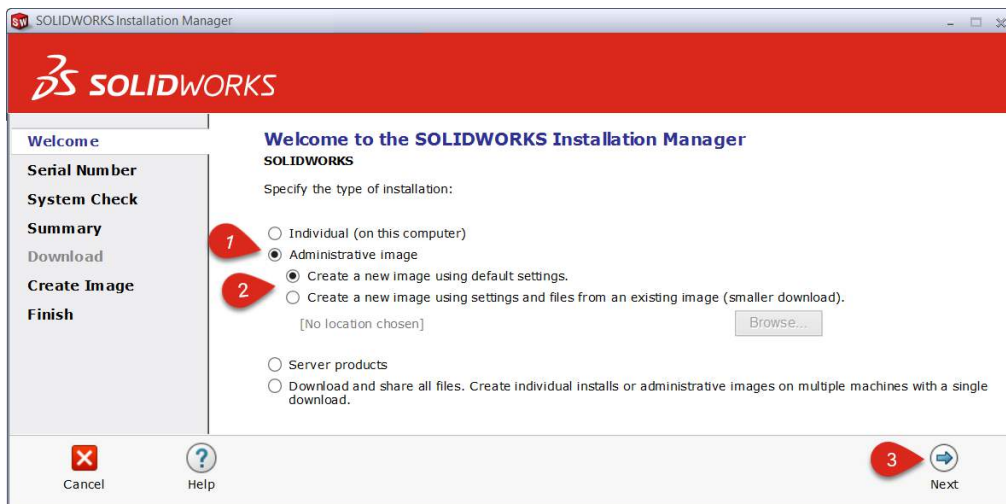 SW SOLIDWORKS Installation Manager
3S SOLIDWORKS
Welcome
Serial Number
System Check
Summary
Download
Create Image
Finish
Welcome to the SOLIDWORKS Installation Manager
SOLIDWORKS
Specify the type of installation:
Individual (on this computer)
1
Administrative image
Create a new image using default settings.
2
Create a new image using settings and files from an existing image (smaller download).
[No location chosen]
Browse...
Server products
Download and share all files. Create individual installs or administrative images on multiple machines with a single
download.
Cancel
?
Help
3
Next